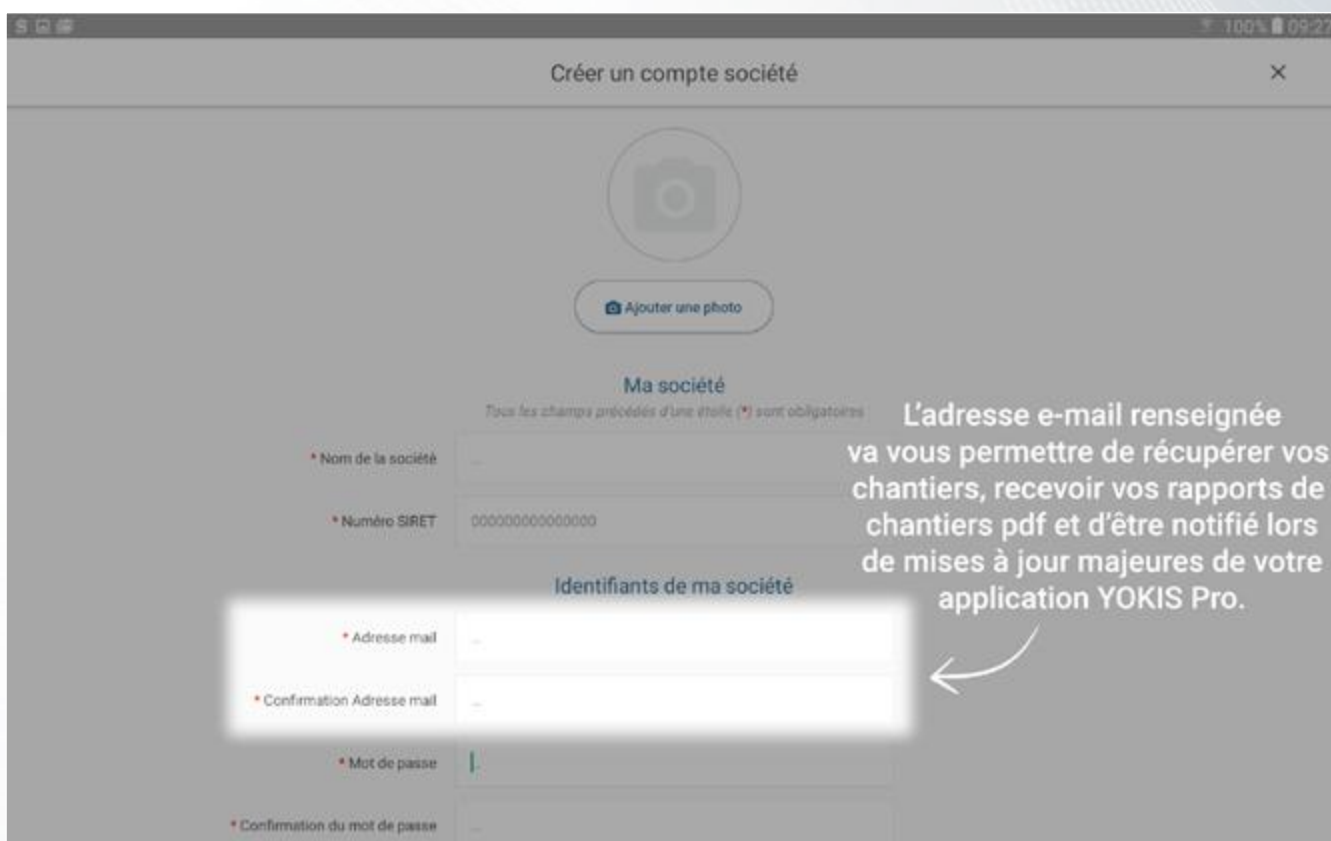 S
100% 09:27
Créer un compte société
×
Ajouter une photo
Ma société
Tous les champs précédés d'une étoile (*) sont obligatoires
* Nom de la société ...
* Numéro SIRET 000000000000000
Identifiants de ma société
* Adresse mail ...
* Confirmation Adresse mail ...
* Mot de passe ...
* Confirmation du mot de passe ...
L'adresse e-mail renseignée
va vous permettre de récupérer vos
chantiers, recevoir vos rapports de
chantiers pdf et d'être notifié lors
de mises à jour majeures de votre
application YOKIS Pro.